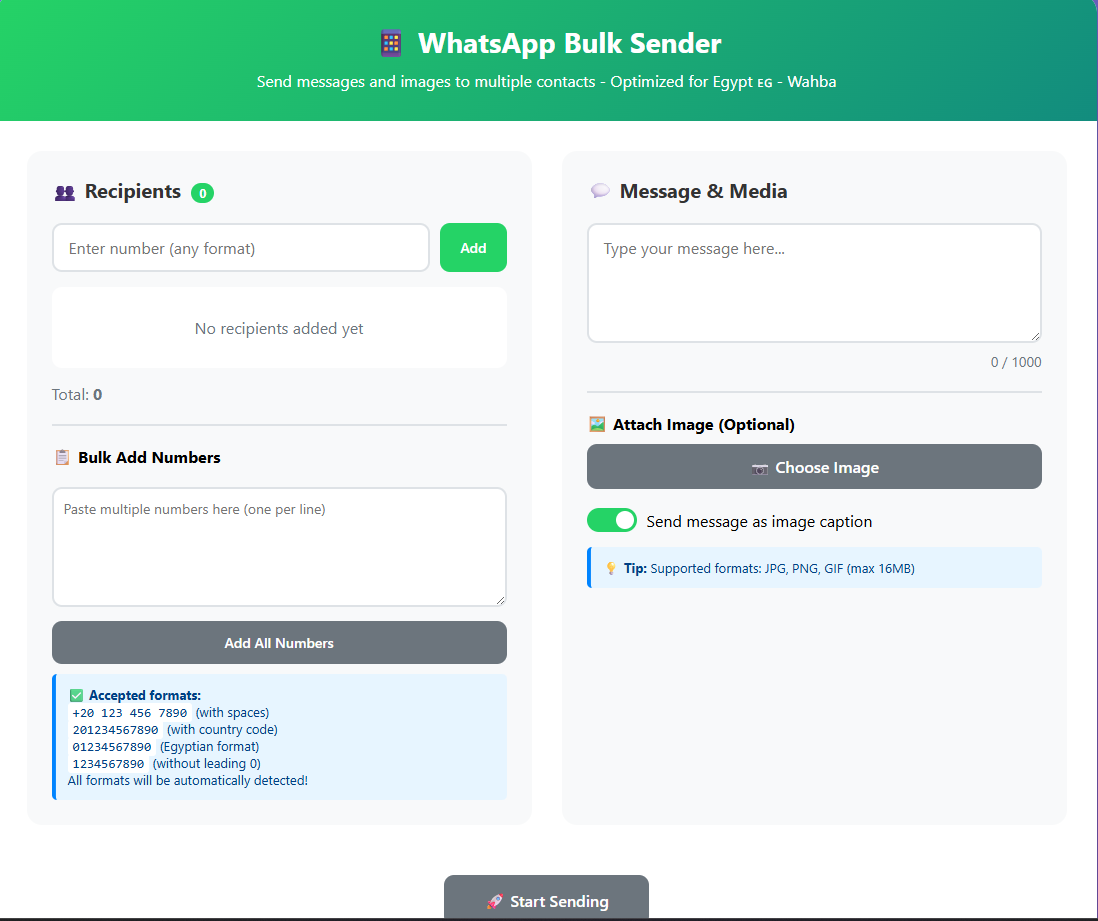 WhatsApp Bulk Sender
Send messages and images to multiple contacts - Optimized for Egypt EG - Wahba
Recipients 0
Enter number (any format)
Add
No recipients added yet
Total: 0
Bulk Add Numbers
Paste multiple numbers here (one per line)
Add All Numbers
Accepted formats:
+20 123 456 7890 (with spaces)
201234567890 (with country code)
01234567890 (Egyptian format)
1234567890 (without leading 0)
All formats will be automatically detected!
Message & Media
Type your message here...
0 / 1000
Attach Image (Optional)
Choose Image
Send message as image caption
Tip: Supported formats: JPG, PNG, GIF (max 16MB)
Start Sending